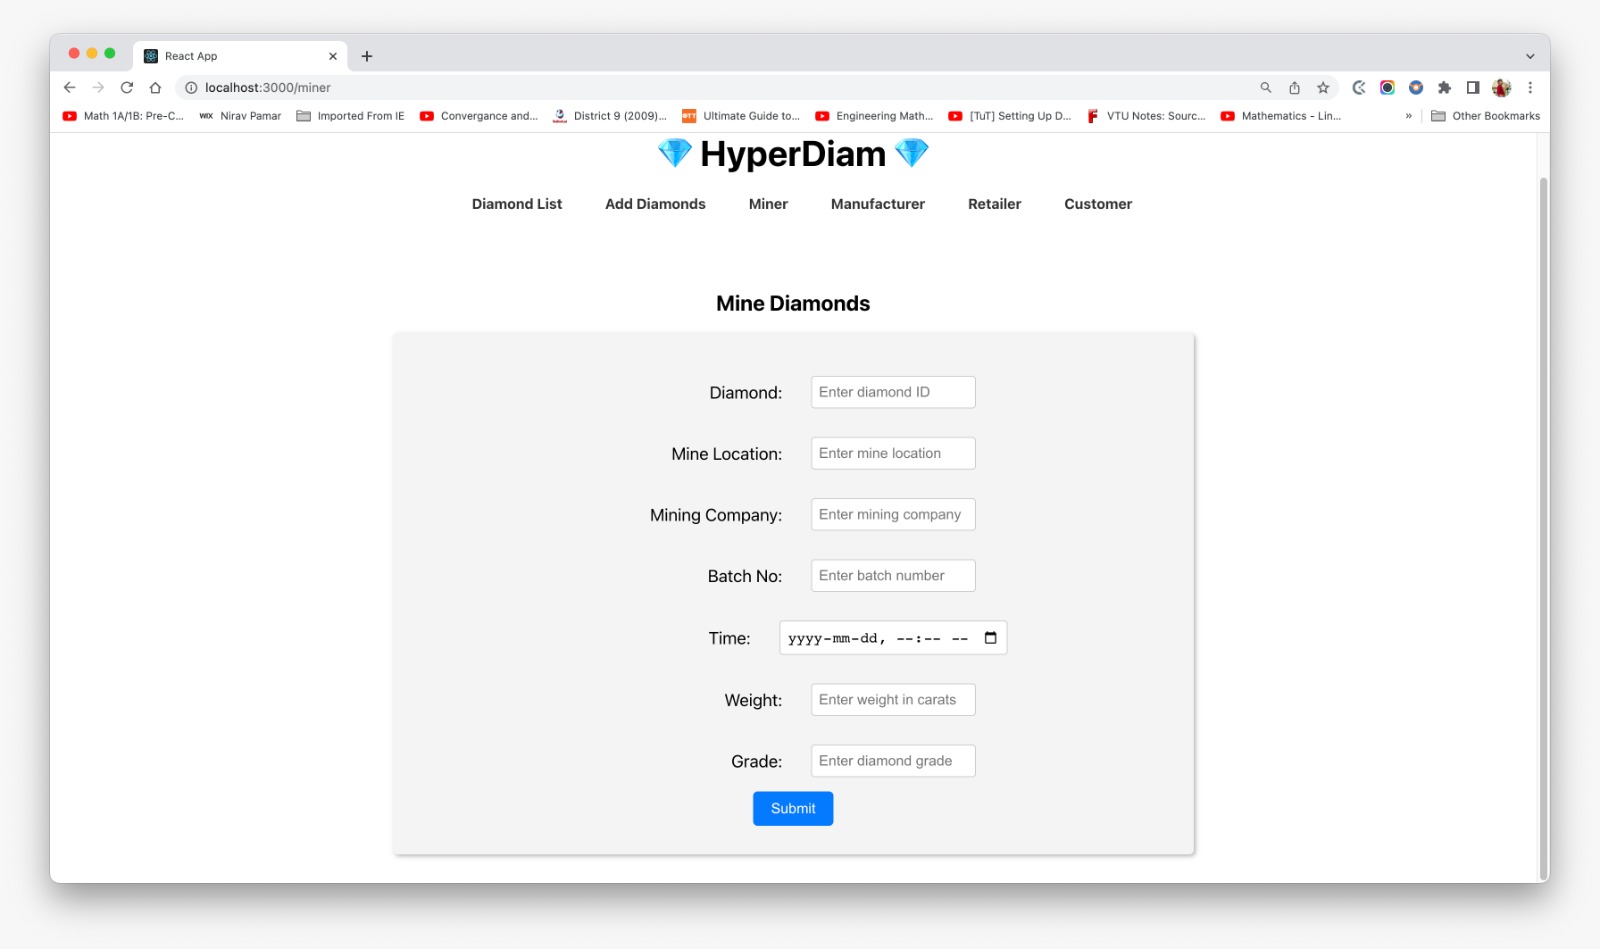 React App
localhost:3000/miner
Math 1A/1B: Pre-C... WIX Nirav Pamar Imported From IE Convergance and... District 9 (2009)... OTT Ultimate Guide to... Engineering Math... [TuT] Setting Up D... VTU Notes: Sourc... Mathematics - Lin... » Other Bookmarks
HyperDiam
Diamond List Add Diamonds Miner Manufacturer Retailer Customer
Mine Diamonds
Diamond: Enter diamond ID
Mine Location: Enter mine location
Mining Company: Enter mining company
Batch No: Enter batch number
Time: yyyy-mm-dd, --:-- --
Weight: Enter weight in carats
Grade: Enter diamond grade
Submit